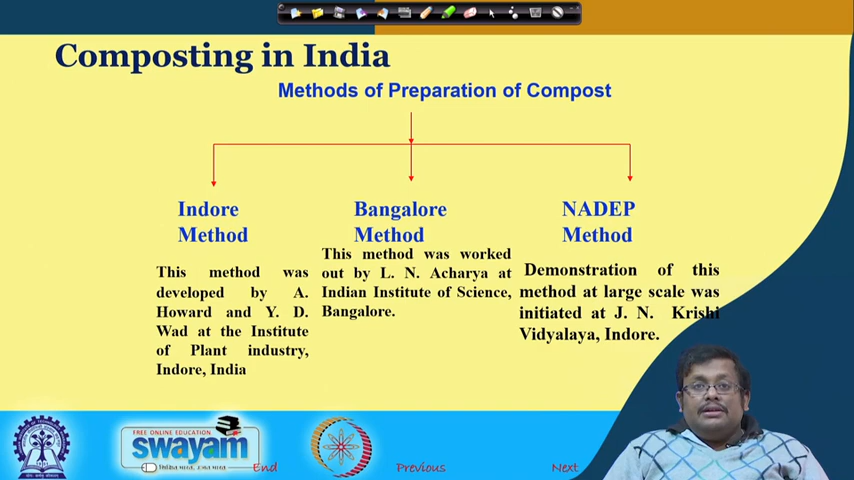 Composting in India
Methods of Preparation of Compost
Indore
Method
This method was
developed by A.
Howard and Y. D.
Wad at the Institute
of Plant industry,
Indore, India
Bangalore
Method
This method was worked
out by L. N. Acharya at
Indian Institute of Science,
Bangalore.
NADEP
Method
Demonstration of this
method at large scale was
initiated at J. N. Krishi
Vidyalaya, Indore.
FREE ONLINE EDUCATION
swayam
End
Previous
Next